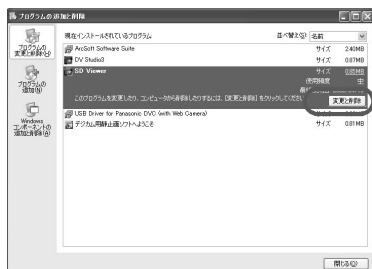 プログラムの追加と削除
現在インストールされているプログラム
並べ替え(S): 名前
プログラムの
変更と削除(H)
プログラムの
追加(N)
Windows
コンポーネントの
追加と削除(A)
ArcSoft Software Suite
サイズ 2.40MB
DV Studio3
サイズ 0.87MB
SD Viewer
サイズ 0.85MB
使用頻度 中
このプログラムを変更したり、コンピュータから削除したりするには、[変更と削除] をクリックしてください
変更と削除
USB Driver for Panasonic DVC (with Web Camera)
サイズ
デジカム用静止画ソフトへようこそ
サイズ 0.81MB
閉じる(C)